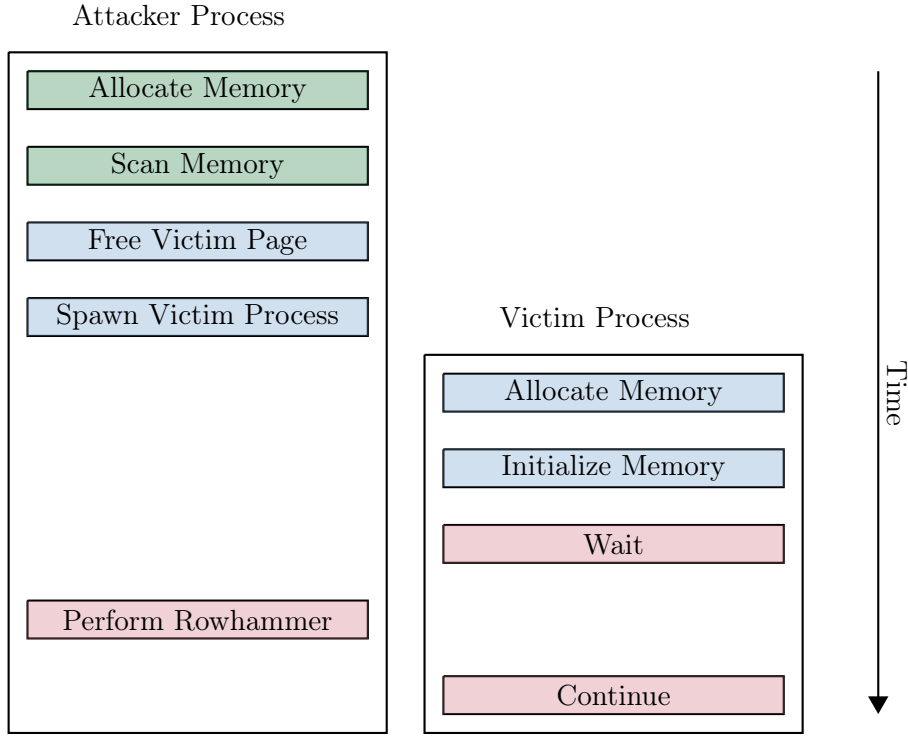 Attacker Process
Allocate Memory
Scan Memory
Free Victim Page
Spawn Victim Process
Perform Rowhammer
Victim Process
Allocate Memory
Initialize Memory
Wait
Continue
Time